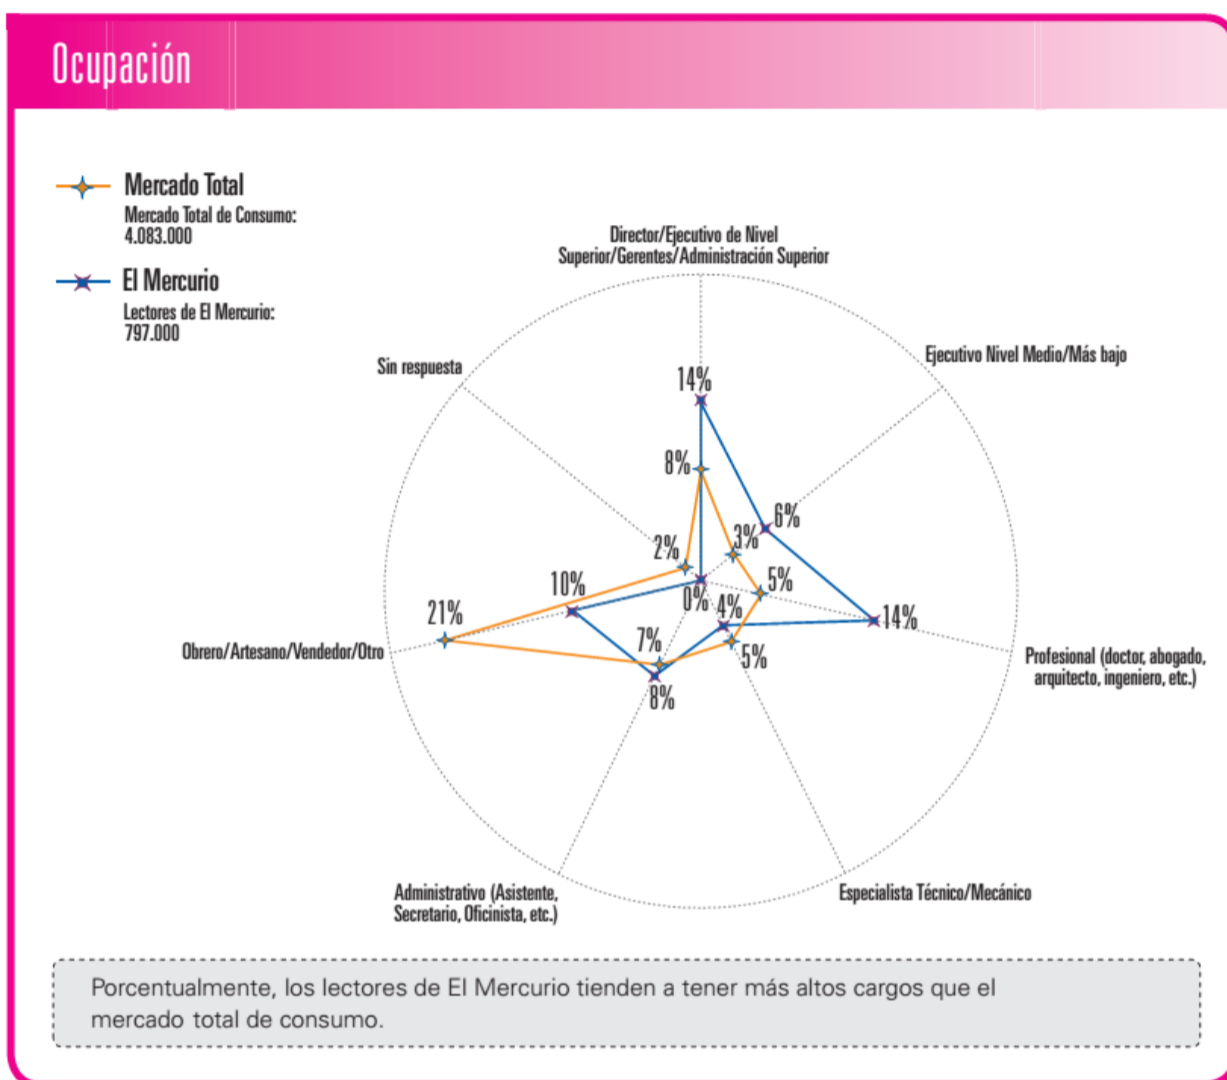 Ocupación
Mercado Total
Mercado Total de Consumo:
4.083.000
El Mercurio
Lectores de El Mercurio:
797.000
Director/Ejecutivo de Nivel
Superior/Gerentes/Administración Superior
Ejecutivo Nivel Medio/Más bajo
Sin respuesta
14%
8%
6%
3%
2%
5%
10%
0%
4%
14%
21%
7%
5%
Obrero/Artesano/Vendedor/Otro
Profesional (doctor, abogado,
arquitecto, ingeniero, etc.)
8%
Administrativo (Asistente,
Secretario, Oficinista, etc.)
Especialista Técnico/Mecánico
Porcentualmente, los lectores de El Mercurio tienden a tener más altos cargos que el
mercado total de consumo.